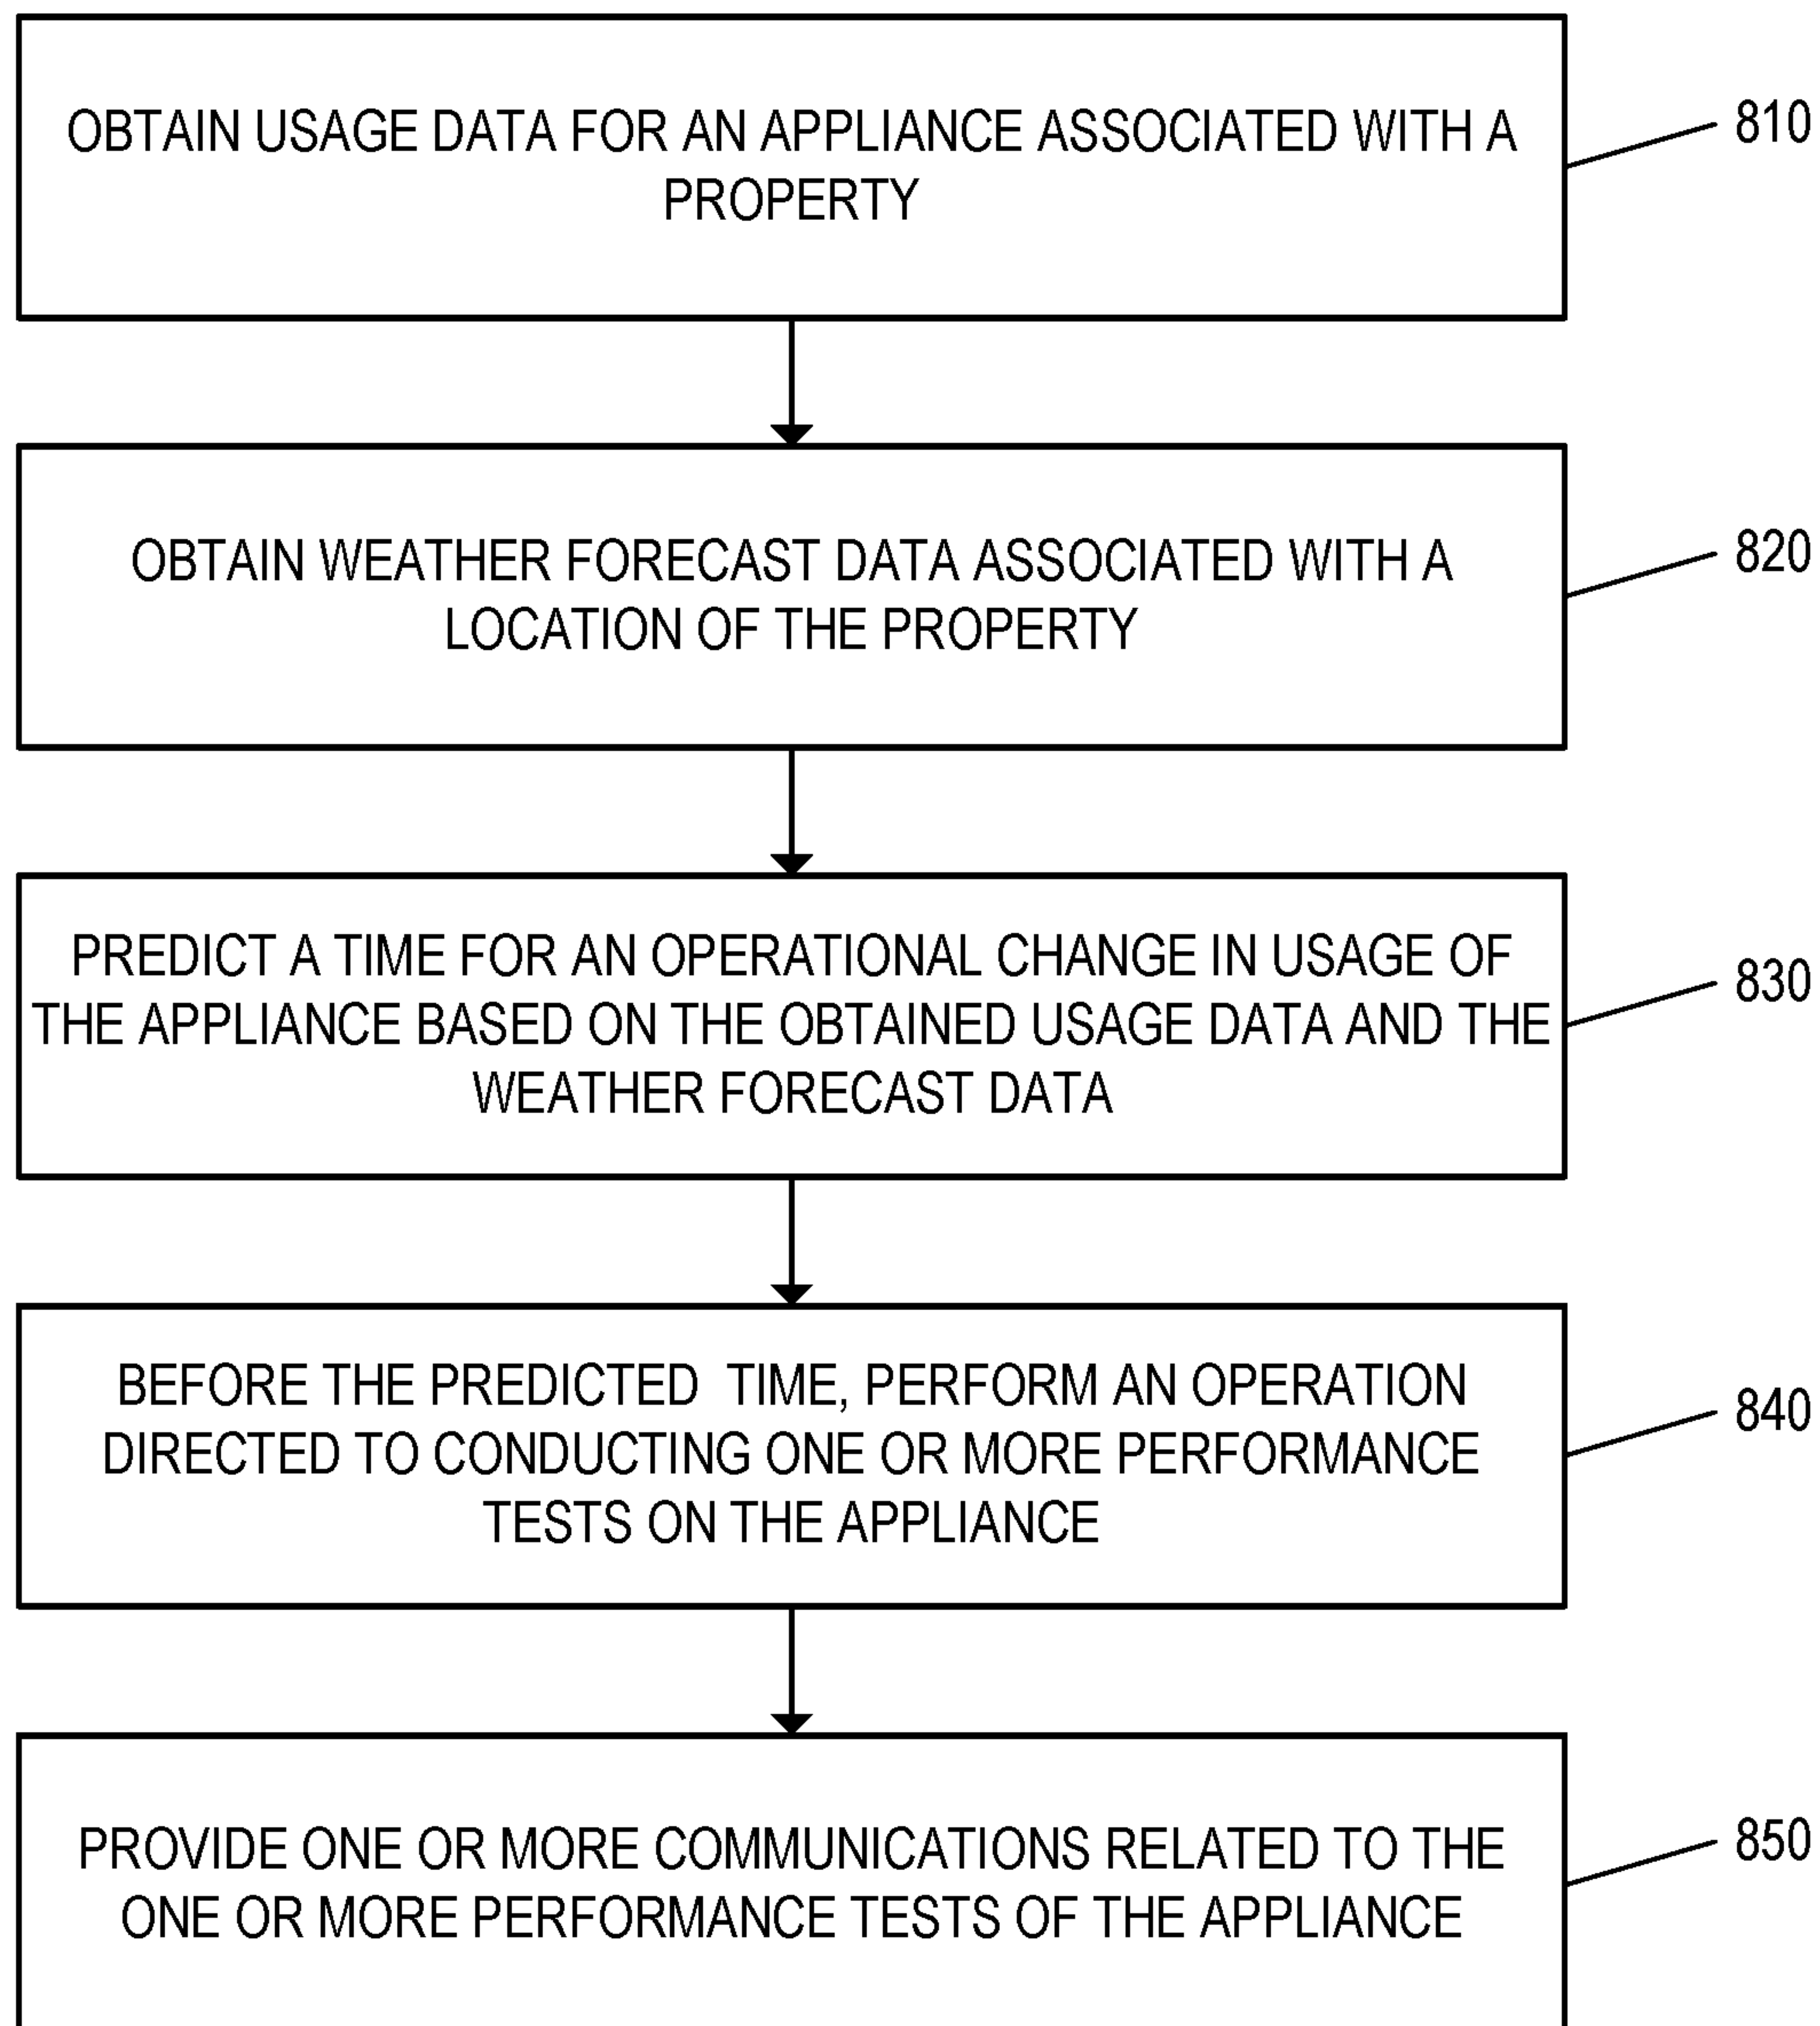 OBTAIN USAGE DATA FOR AN APPLIANCE ASSOCIATED WITH A
PROPERTY
810
OBTAIN WEATHER FORECAST DATA ASSOCIATED WITH A
LOCATION OF THE PROPERTY
820
PREDICT A TIME FOR AN OPERATIONAL CHANGE IN USAGE OF
THE APPLIANCE BASED ON THE OBTAINED USAGE DATA AND THE
WEATHER FORECAST DATA
830
BEFORE THE PREDICTED TIME, PERFORM AN OPERATION
DIRECTED TO CONDUCTING ONE OR MORE PERFORMANCE
TESTS ON THE APPLIANCE
840
PROVIDE ONE OR MORE COMMUNICATIONS RELATED TO THE
ONE OR MORE PERFORMANCE TESTS OF THE APPLIANCE
850